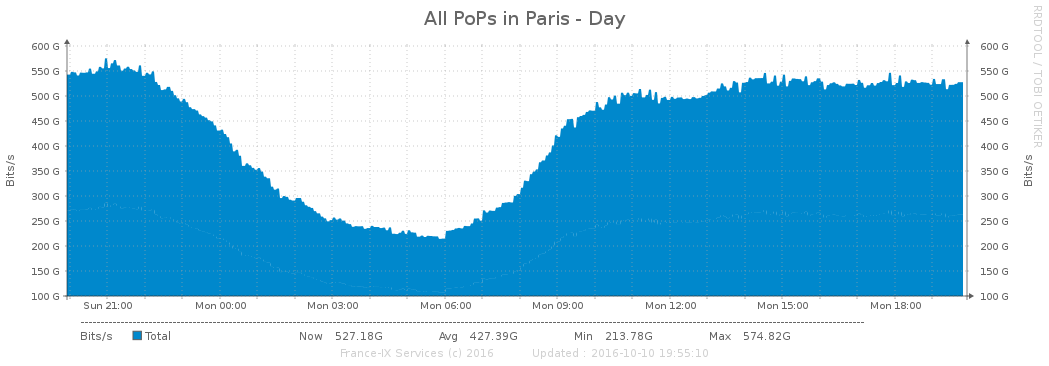 All PoPs in Paris - Day
RRDTOOL / TOBI OETIKER
600 G 600 G
550 G 550 G
500 G 500 G
450 G 450 G
400 G 400 G
350 G 350 G
300 G 300 G
250 G 250 G
200 G 200 G
150 G 150 G
100 G 100 G
Bits/s
Bits/s
Sun 21:00 Mon 00:00 Mon 03:00 Mon 06:00 Mon 09:00 Mon 12:00 Mon 15:00 Mon 18:00
Bits/s Total Now 527.18G Avg 427.39G Min 213.78G Max 574.82G
France-IX Services (c) 2016 Updated : 2016-10-10 19:55:10